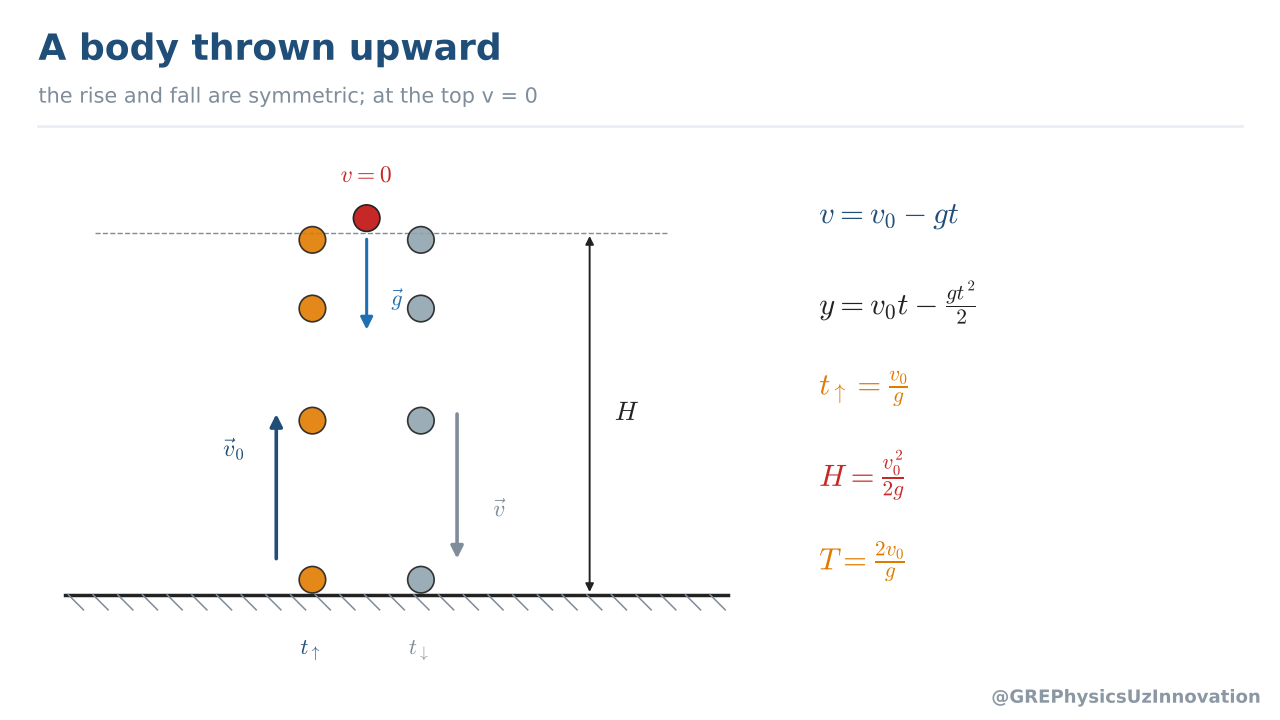 A body thrown upward
the rise and fall are symmetric; at the top v = 0
v = 0
v = v₀ − gt
g⃗
y = v₀t − gt²/2
t↑ = v₀/g
H
v⃗₀
H = v₀²/2g
v⃗
T = 2v₀/g
t↑
t↓
@GREPhysicsUzInnovation